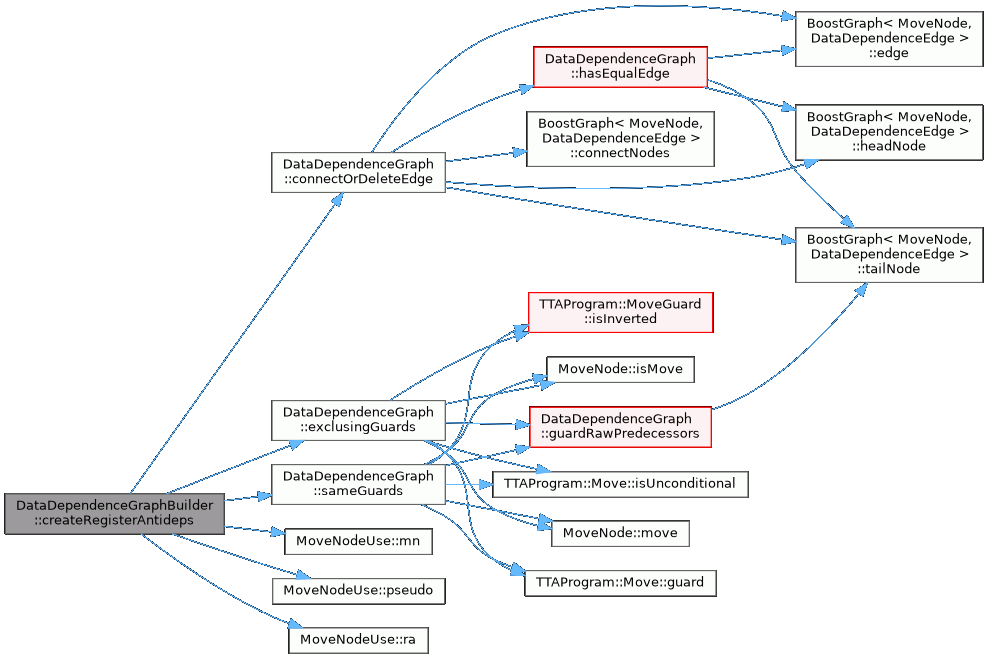 BoostGraph< MoveNode,
DataDependenceEdge >
::edge
DataDependenceGraph
::hasEqualEdge
BoostGraph< MoveNode,
DataDependenceEdge >
::connectNodes
BoostGraph< MoveNode,
DataDependenceEdge >
::headNode
DataDependenceGraph
::connectOrDeleteEdge
BoostGraph< MoveNode,
DataDependenceEdge >
::tailNode
TTAProgram::MoveGuard
::isInverted
MoveNode::isMove
DataDependenceGraph
::exclusingGuards
DataDependenceGraph
::guardRawPredecessors
DataDependenceGraph
::sameGuards
TTAProgram::Move::isUnconditional
DataDependenceGraphBuilder
::createRegisterAntideps
MoveNodeUse::mn
MoveNode::move
MoveNodeUse::pseudo
TTAProgram::Move::guard
MoveNodeUse::ra